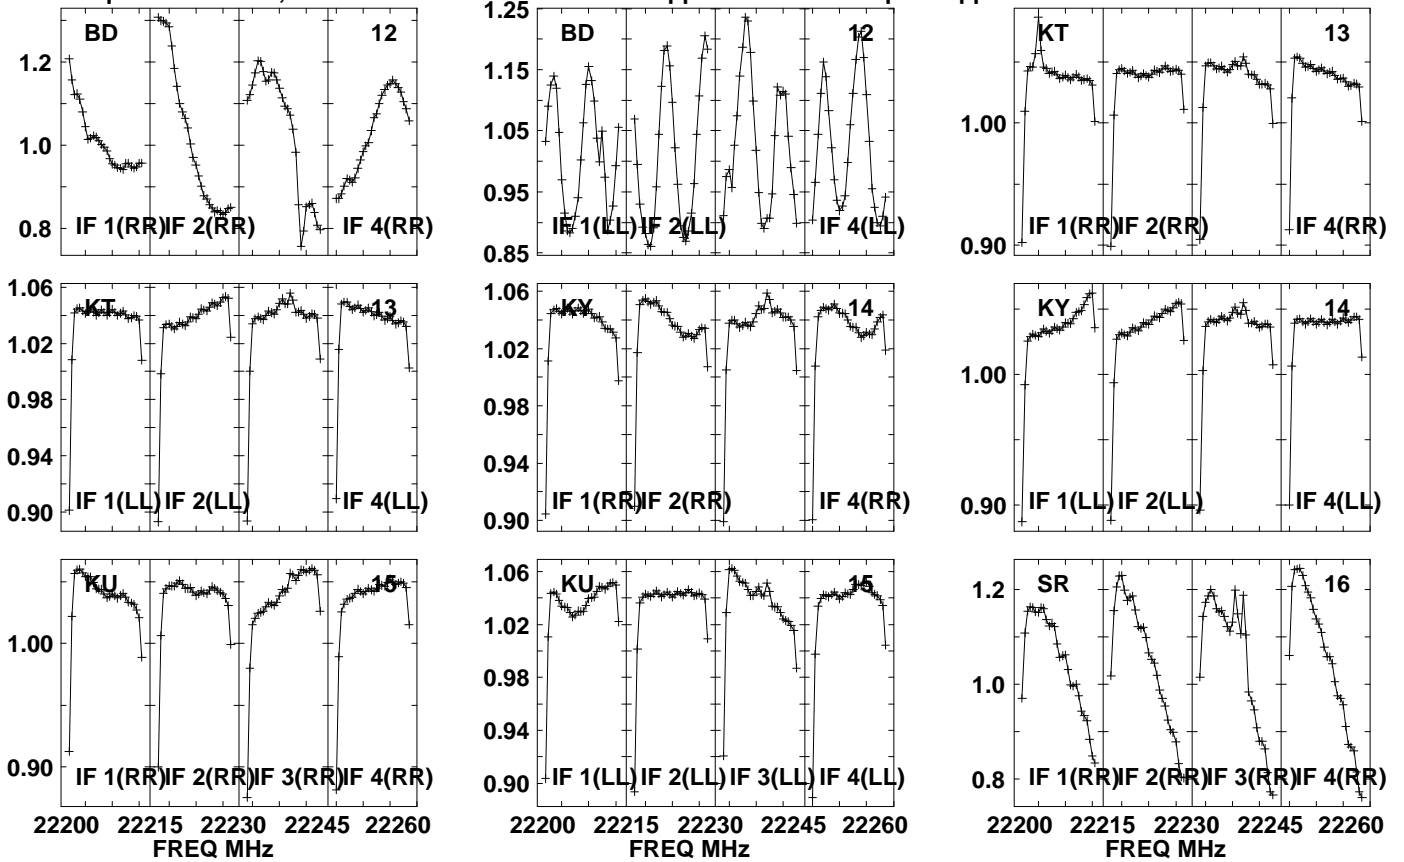 BD 12
1.2
1.0
0.8
IF 1(RR) IF 2(RR) IF 4(RR)
BD 12
1.25
1.15
1.05
0.95
0.85
IF 1(LL) IF 2(LL) IF 4(LL)
KT 13
1.00
0.90
IF 1(RR) IF 2(RR) IF 4(RR)
KT 13
1.06
1.02
0.98
0.94
0.90
IF 1(LL) IF 2(LL) IF 4(LL)
KY 14
1.06
1.02
0.98
0.94
0.90
IF 1(RR) IF 2(RR) IF 4(RR)
KY 14
1.00
0.90
IF 1(LL) IF 2(LL) IF 4(LL)
KU 15
1.00
0.90
IF 1(RR) IF 2(RR) IF 3(RR) IF 4(RR)
22200 22215 22230 22245 22260
FREQ MHz
KU 15
1.06
1.02
0.98
0.94
0.90
IF 1(LL) IF 2(LL) IF 3(LL) IF 4(LL)
SR 16
1.2
1.0
0.8
IF 1(RR) IF 2(RR) IF 3(RR) IF 4(RR)
22200 22215 22230 22245 22260
FREQ MHz